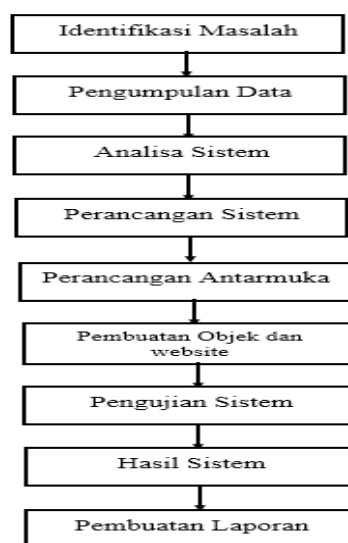 Identifikasi Masalah
Pengumpulan Data
Analisa Sistem
Perancangan Sistem
Perancangan Antarmuka
Pembuatan Objek dan
website
Pengujian Sistem
Hasil Sistem
Pembuatan Laporan